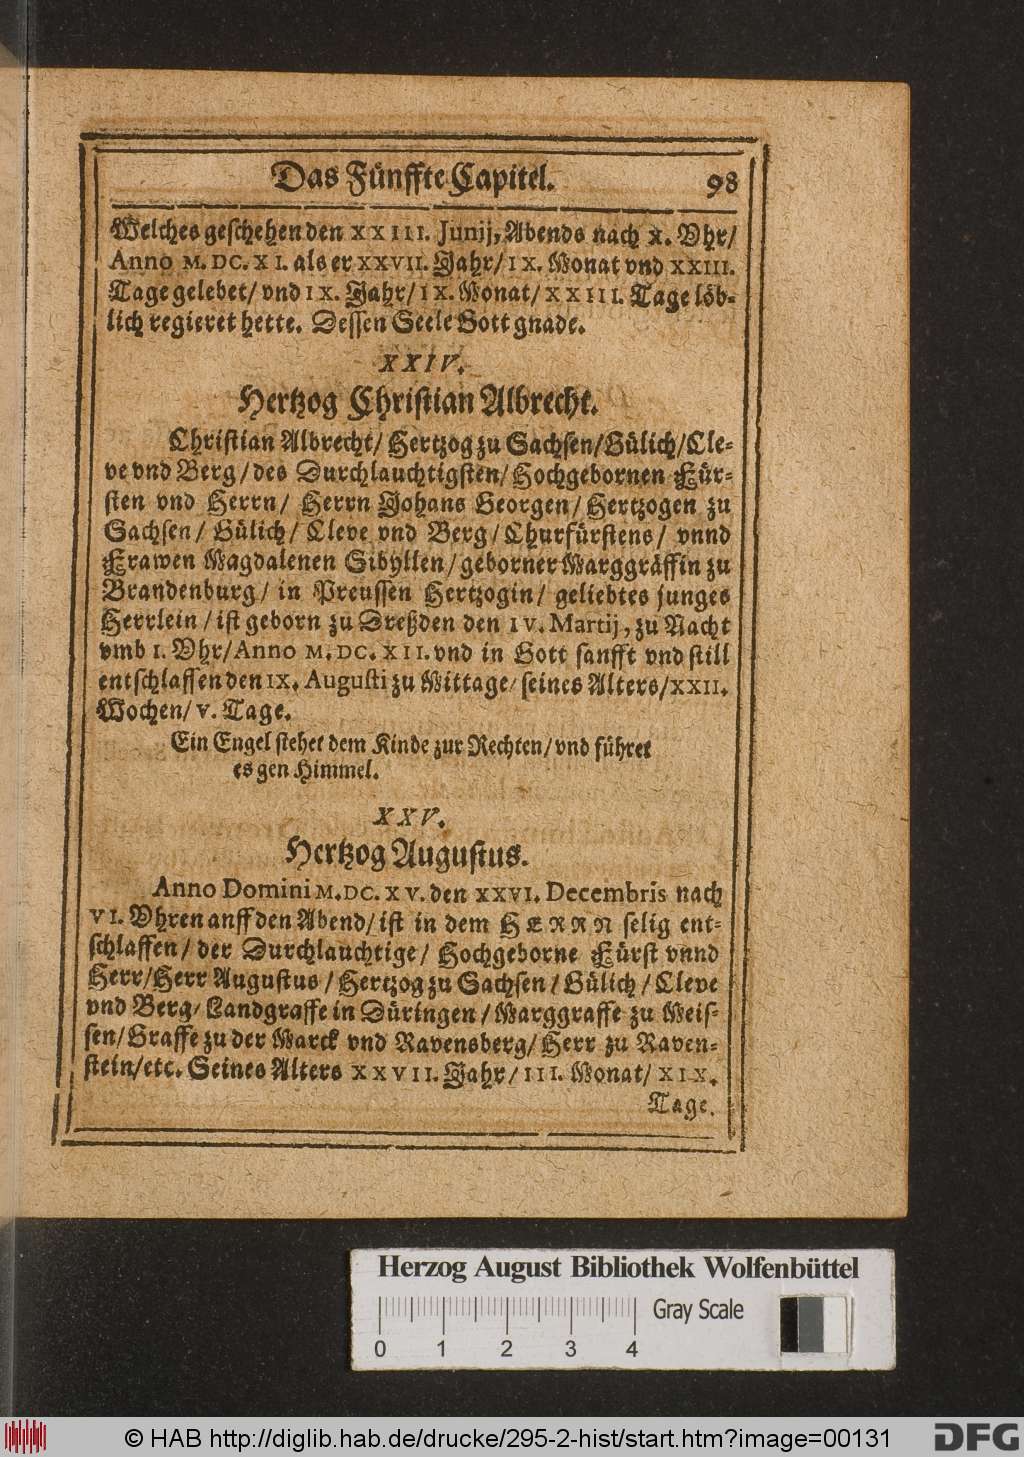 Das Fünffte Capitel. 98
Welches geschehen den XXIII. Junij, Abends nach X. Vhr/
Anno M.DC.XI. als er XXVII. Jahr/ IX. Monat vnd XXIII.
Tage gelebet/ vnd IX. Jahr/ IX. Monat/ XXIII. Tage löb-
lich regieret hette. Dessen Seele Gott gnade.
XXIV.
Hertzog Christian Albrecht.
Christian Albrecht/ Hertzog zu Sachsen/ Gülich/ Cle-
ve vnd Berg/ des Durchlauchtigsten/ Hochgebornen Für-
sten vnd Herrn/ Herrn Johans Georgen/ Hertzogen zu
Sachsen/ Gülich/ Cleve vnd Berg/ Churfürstens/ vnnd
Frawen Magdalenen Sibyllen/ geborner Marggräffin zu
Brandenburg/ in Preussen Hertzogin/ geliebtes junges
Herrlein/ ist geborn zu Dreßden den IV. Martij, zu Nacht
vmb I. Vhr/ Anno M.DC.XII. vnd in Gott sanfft vnd still
entschlaffen den IX. Augusti zu Mittage/ seines Alters/ XXII.
Wochen/ V. Tage.
Ein Engel stehet dem Kinde zur Rechten/ vnd führet
es gen Himmel.
XXV.
Hertzog Augustus.
Anno Domini M.DC.XV. den XXVI. Decembris nach
VI. Vhren auff den Abend/ ist in dem HERRN selig ent-
schlaffen/ der Durchlauchtige/ Hochgeborne Fürst vnnd
Herr/ Herr Augustus/ Hertzog zu Sachsen/ Gülich/ Cleve
vnd Berg/ Landgraffe in Düringen/ Marggraffe zu Meis-
sen/ Graffe zu der Marck vnd Ravensberg/ Herr zu Raven-
stein/ etc. Seines Alters XXVII. Jahr/ III. Monat/ XIX.
Tage.
Herzog August Bibliothek Wolfenbüttel
Gray Scale
0 1 2 3 4
© HAB http://diglib.hab.de/drucke/295-2-hist/start.htm?image=00131
DFG